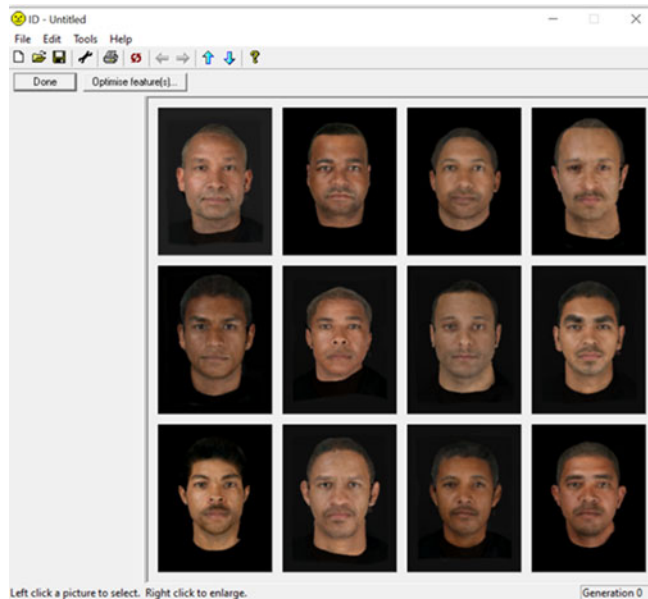 ID - Untitled
File Edit Tools Help
Done Optimise feature(s)...
Left click a picture to select. Right click to enlarge. Generation 0